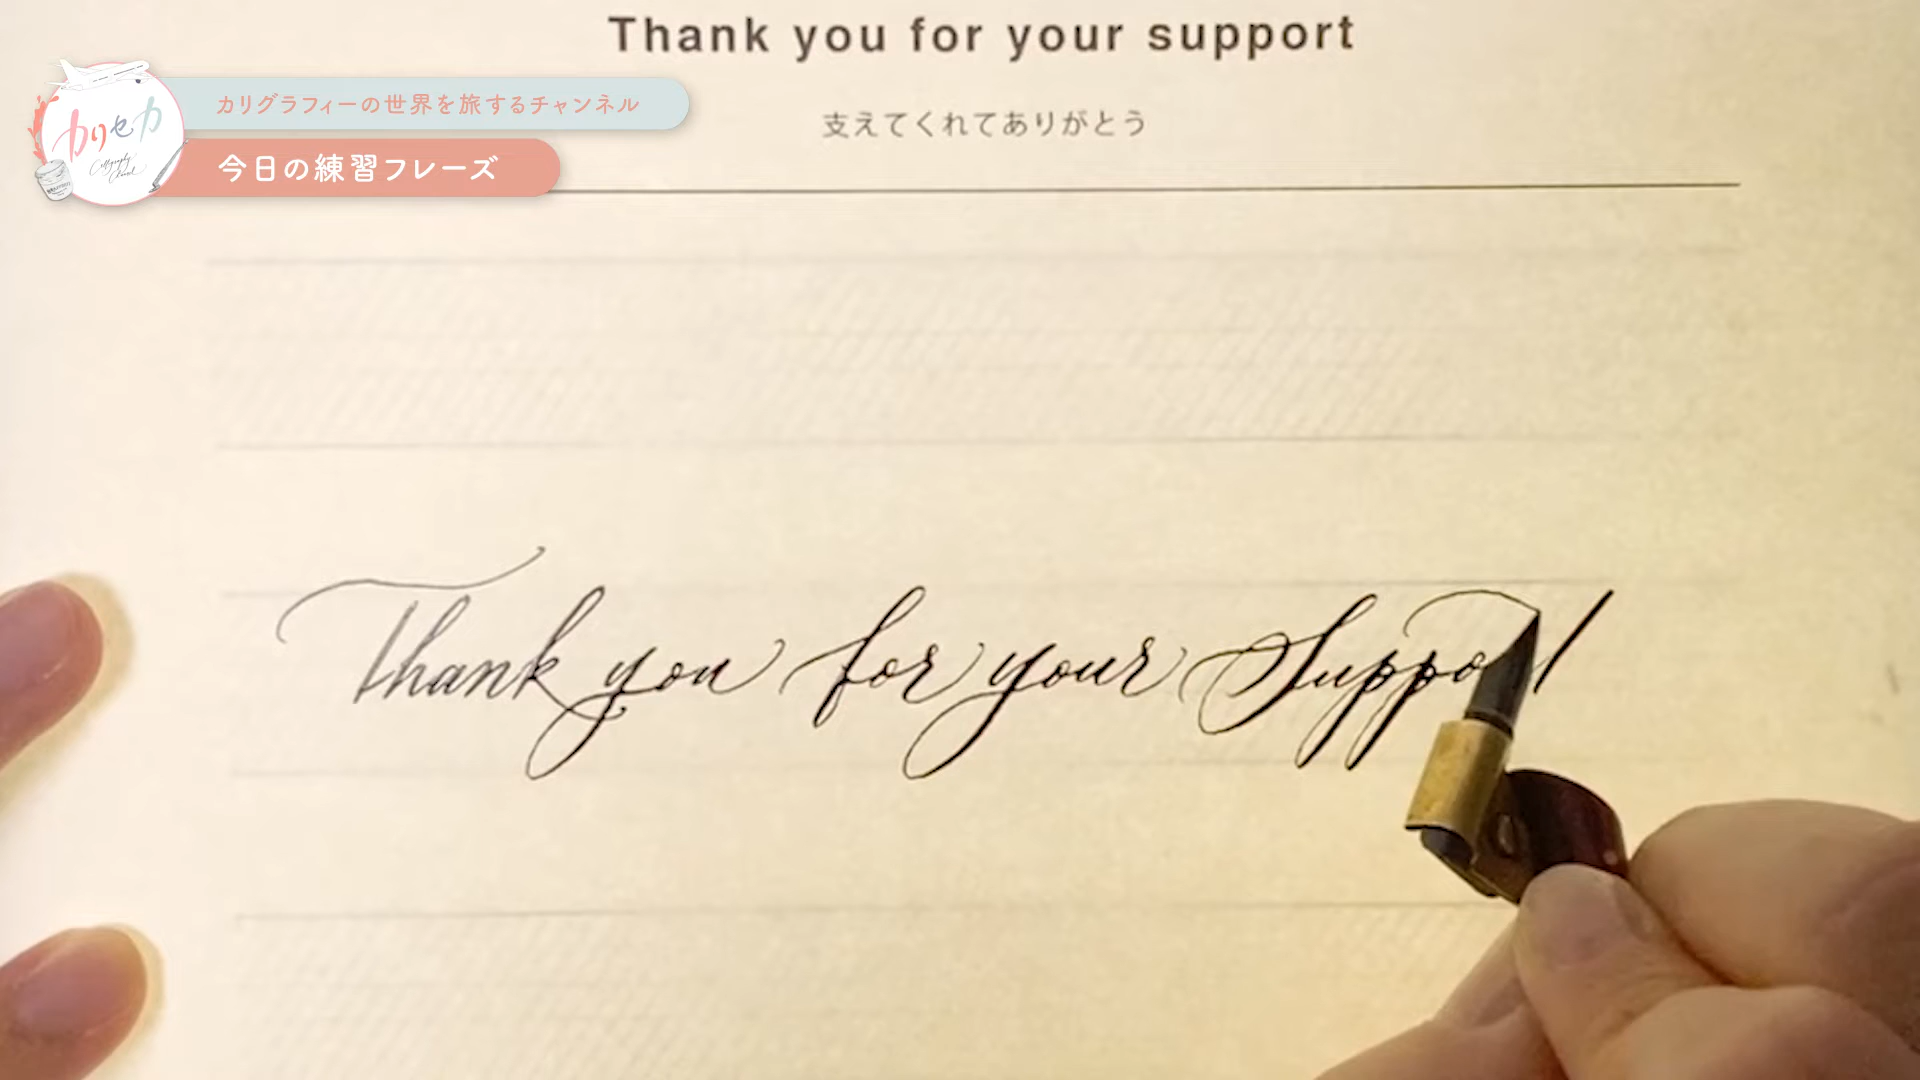 Thank you for your support
カリグラフィーの世界を旅するチャンネル
支えてくれてありがとう
カリセカ
Calligraphy
Channel
今日の練習フレーズ
Thank you for your Suppo